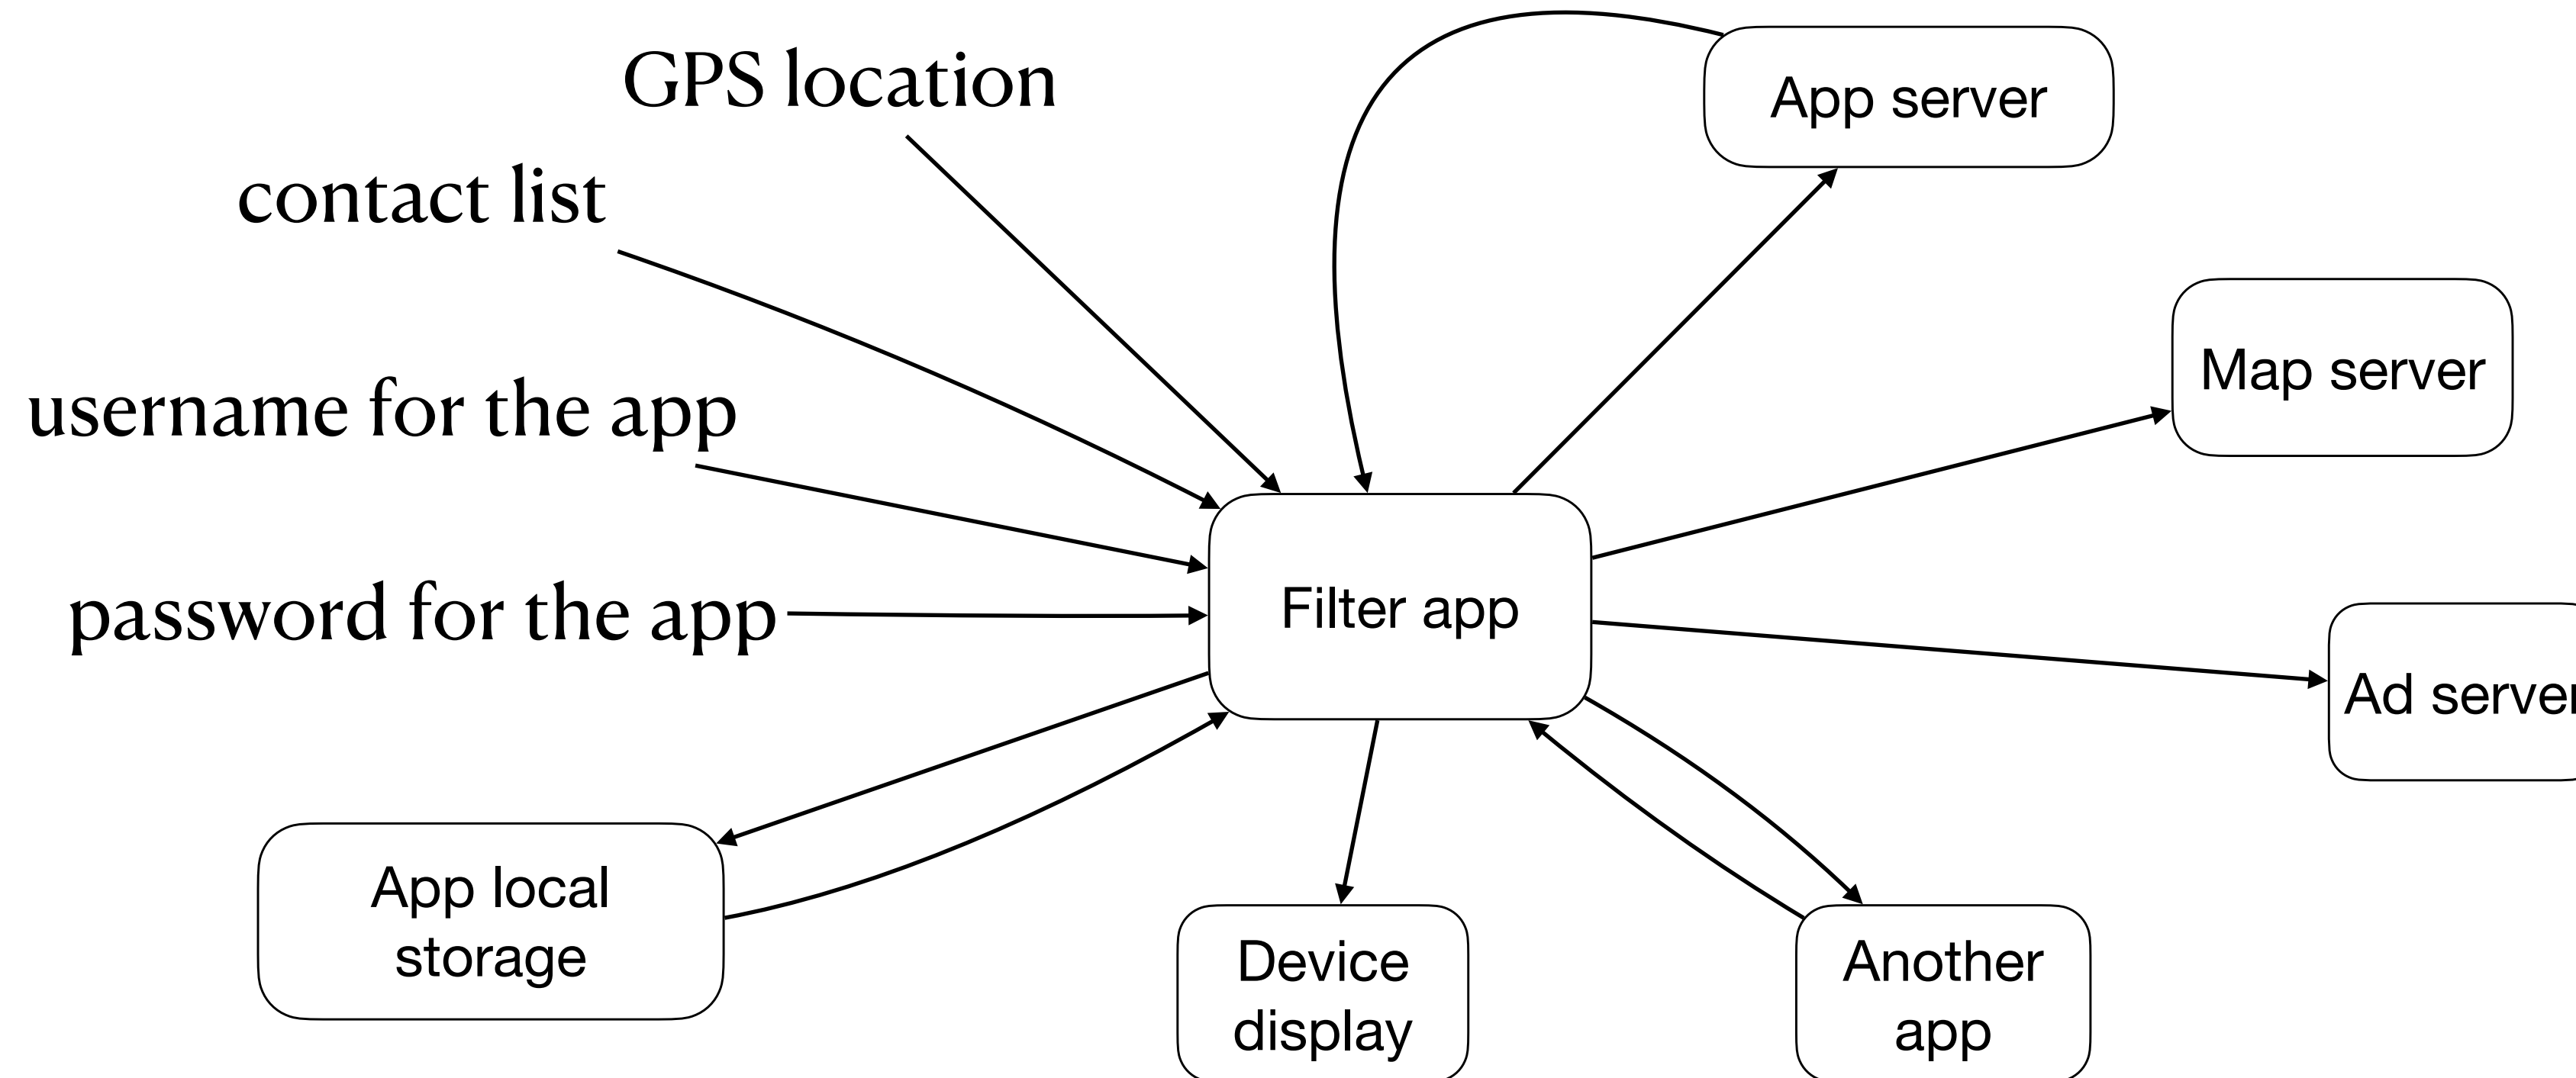 GPS location
App server
contact list
Map server
username for the app
password for the app
Filter app
Ad server
App local
storage
Device
display
Another
app